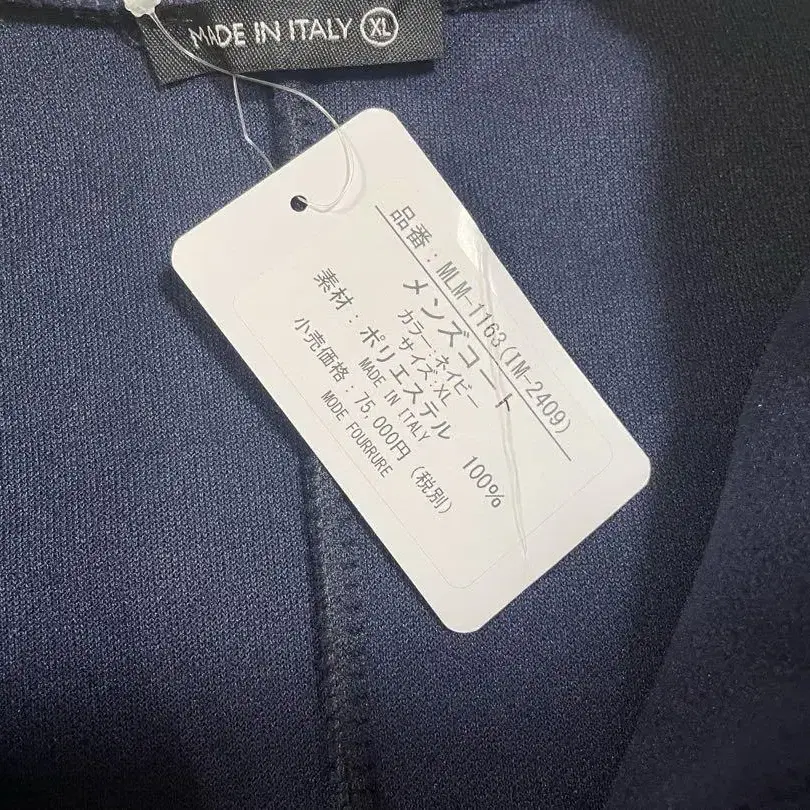 MADE IN ITALY XL
品番：MLM-1163(IM-2409)
メンズコート
カラー：ネイビー
サイズ：XL
素材：ポリエステル 100%
MADE IN ITALY
小売価格：75,000円 (税別)
MODE FOURRURE